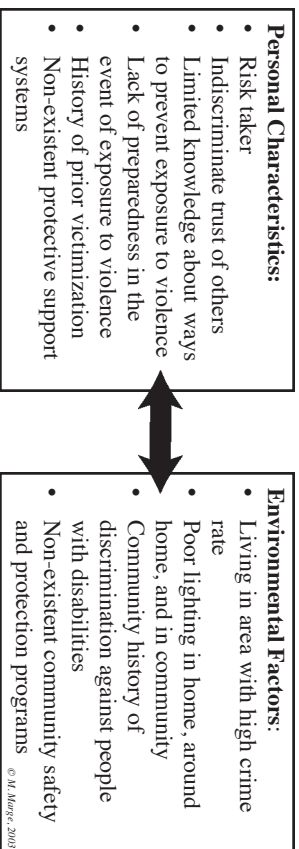 Personal Characteristics:
• Risk taker
• Indiscriminate trust of others
• Limited knowledge about ways
to prevent exposure to violence
• Lack of preparedness in the
event of exposure to violence
• History of prior victimization
• Non-existent protective support
systems
Environmental Factors:
• Living in area with high crime
rate
• Poor lighting in home, around
home, and in community
• Community history of
discrimination against people
with disabilities
• Non-existent community safety
and protection programs
© M. Marge, 2003